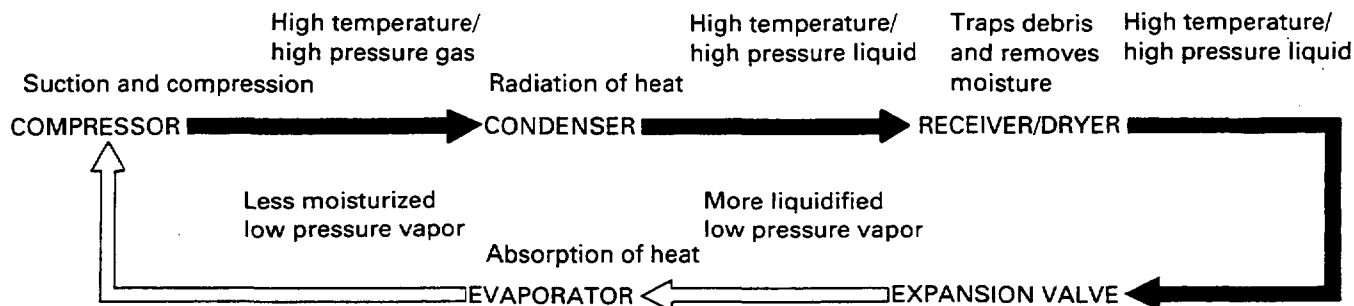 High temperature/
high pressure gas
High temperature/
high pressure liquid
Traps debris
and removes
moisture
High temperature/
high pressure liquid
Suction and compression
Radiation of heat
COMPRESSOR
CONDENSER
RECEIVER/DRYER
Less moisturized
low pressure vapor
More liquidified
low pressure vapor
Absorption of heat
EVAPORATOR
EXPANSION VALVE